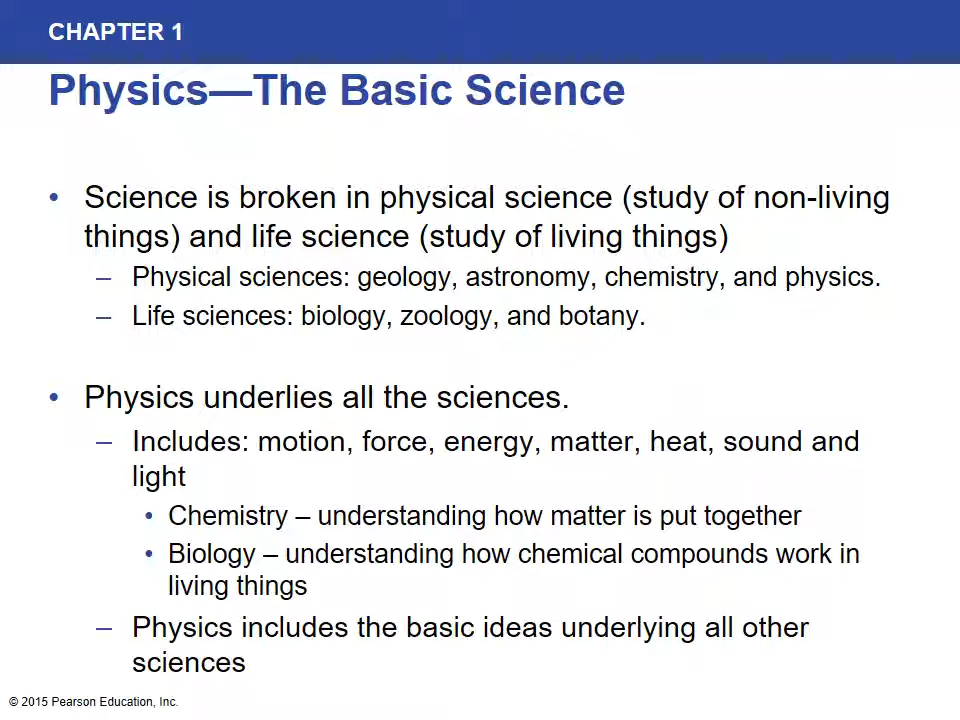 CHAPTER 1
Physics—The Basic Science
• Science is broken in physical science (study of non-living
things) and life science (study of living things)
– Physical sciences: geology, astronomy, chemistry, and physics.
– Life sciences: biology, zoology, and botany.
• Physics underlies all the sciences.
– Includes: motion, force, energy, matter, heat, sound and
light
• Chemistry – understanding how matter is put together
• Biology – understanding how chemical compounds work in
living things
– Physics includes the basic ideas underlying all other
sciences
© 2015 Pearson Education, Inc.